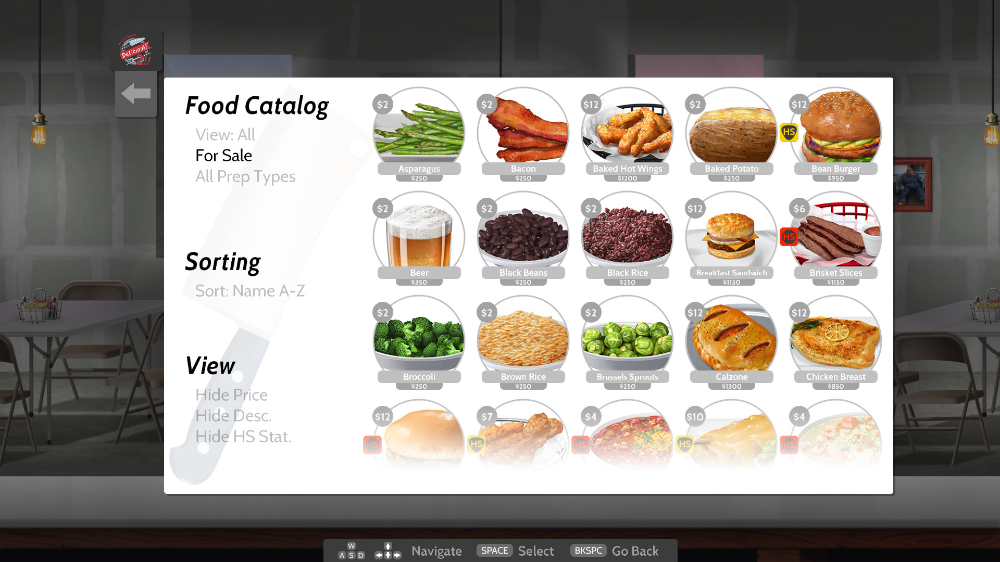 COOK, SERVE,
Delicious!
2!!
Food Catalog
View: All
For Sale
All Prep Types
Sorting
Sort: Name A-Z
View
Hide Price
Hide Desc.
Hide HS Stat.
$2
Asparagus
$250
$2
Bacon
$250
$12
Baked Hot Wings
$1200
$2
Baked Potato
$250
$12
HS
Bean Burger
$950
$2
Beer
$350
$2
Black Beans
$250
$2
Black Rice
$250
$12
Breakfast Sandwich
$1150
$6
HS
Brisket Slices
$1150
$2
Broccoli
$250
$2
Brown Rice
$250
$2
Brussels Sprouts
$250
$12
Calzone
$1300
$12
Chicken Breast
$850
$12
HS
$7
HS
$4
HS
$10
HS
$4
HS
W
A S D
Navigate
SPACE Select
BKSPC Go Back